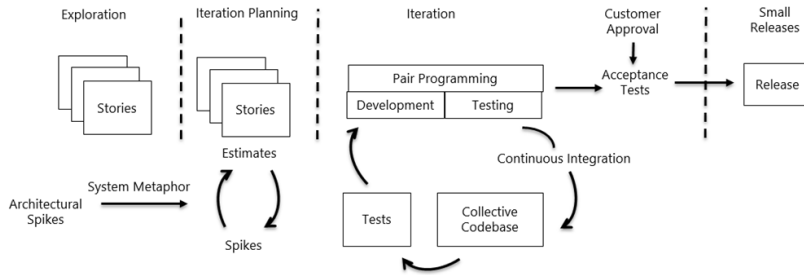 Exploration
Iteration Planning
Iteration
Customer
Approval
Small
Releases
Stories
Stories
Pair Programming
Development
Testing
Acceptance
Tests
Release
Estimates
Continuous Integration
System Metaphor
Architectural
Spikes
Tests
Collective
Codebase
Spikes